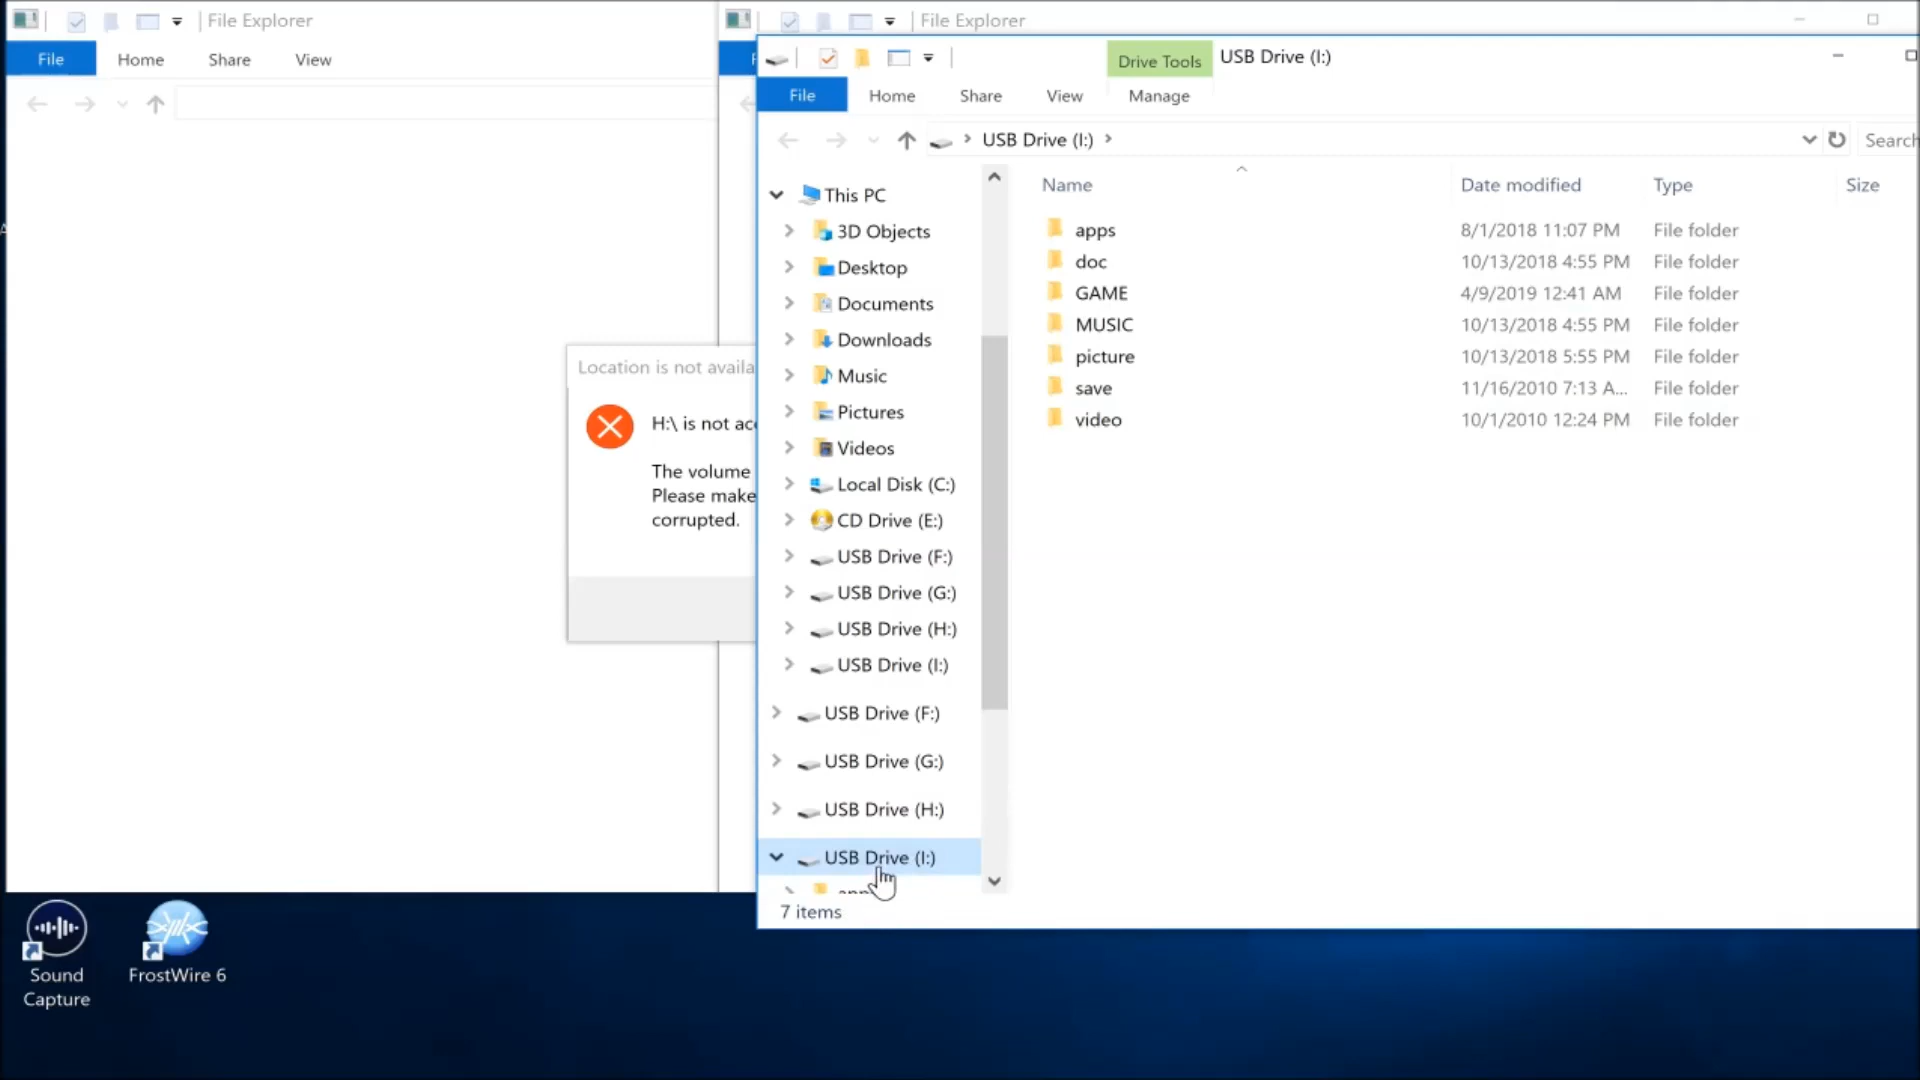 File Explorer
File Home Share View
File Explorer
Drive Tools USB Drive (I:)
File Home Share View Manage
USB Drive (I:)
Search
This PC
3D Objects
Desktop
Documents
Downloads
Music
Pictures
Videos
Local Disk (C:)
CD Drive (E:)
USB Drive (F:)
USB Drive (G:)
USB Drive (H:)
USB Drive (I:)
USB Drive (F:)
USB Drive (G:)
USB Drive (H:)
USB Drive (I:)
Name Date modified Type Size
apps 8/1/2018 11:07 PM File folder
doc 10/13/2018 4:55 PM File folder
GAME 4/9/2019 12:41 AM File folder
MUSIC 10/13/2018 4:55 PM File folder
picture 10/13/2018 5:55 PM File folder
save 11/16/2010 7:13 A... File folder
video 10/1/2010 12:24 PM File folder
7 items
Location is not availa
H:\ is not acc
The volume
Please make
corrupted.
Sound
Capture
FrostWire 6